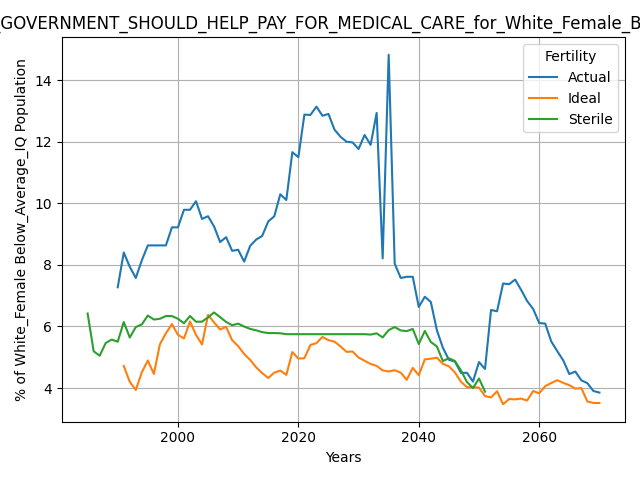 _GOVERNMENT_SHOULD_HELP_PAY_FOR_MEDICAL_CARE_for_White_Female_B
Fertility
Actual
Ideal
Sterile
% of White_Female Below_Average_IQ Population
14
12
10
8
6
4
2000
2020
2040
2060
Years